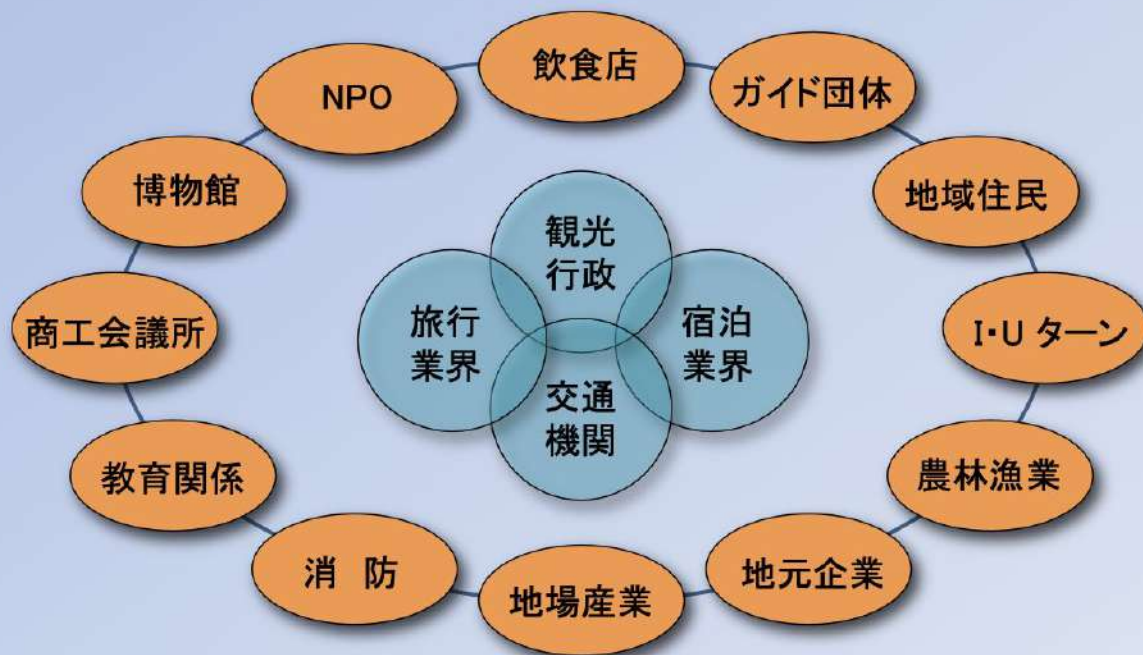 飲食店
ガイド団体
地域住民
I・U ターン
農林漁業
地元企業
地場産業
消　防
教育関係
商工会議所
博物館
NPO
観光
行政
旅行
業界
宿泊
業界
交通
機関